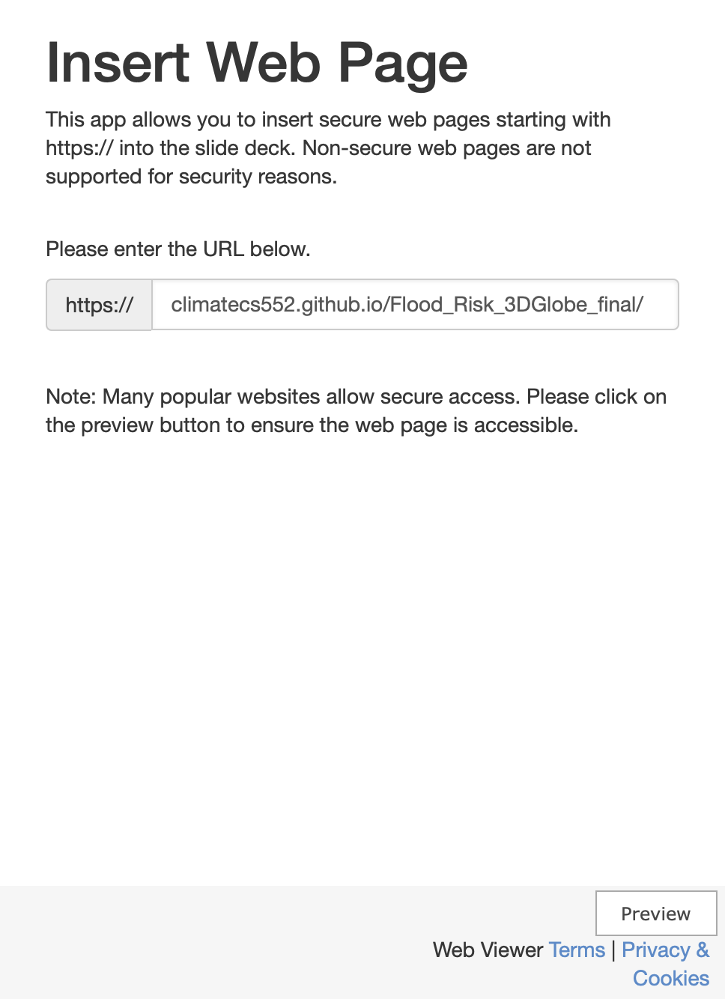 Insert Web Page
This app allows you to insert secure web pages starting with
https:// into the slide deck. Non-secure web pages are not
supported for security reasons.
Please enter the URL below.
https:// climatecs552.github.io/Flood_Risk_3DGlobe_final/
Note: Many popular websites allow secure access. Please click on
the preview button to ensure the web page is accessible.
Preview
Web Viewer Terms | Privacy &
Cookies